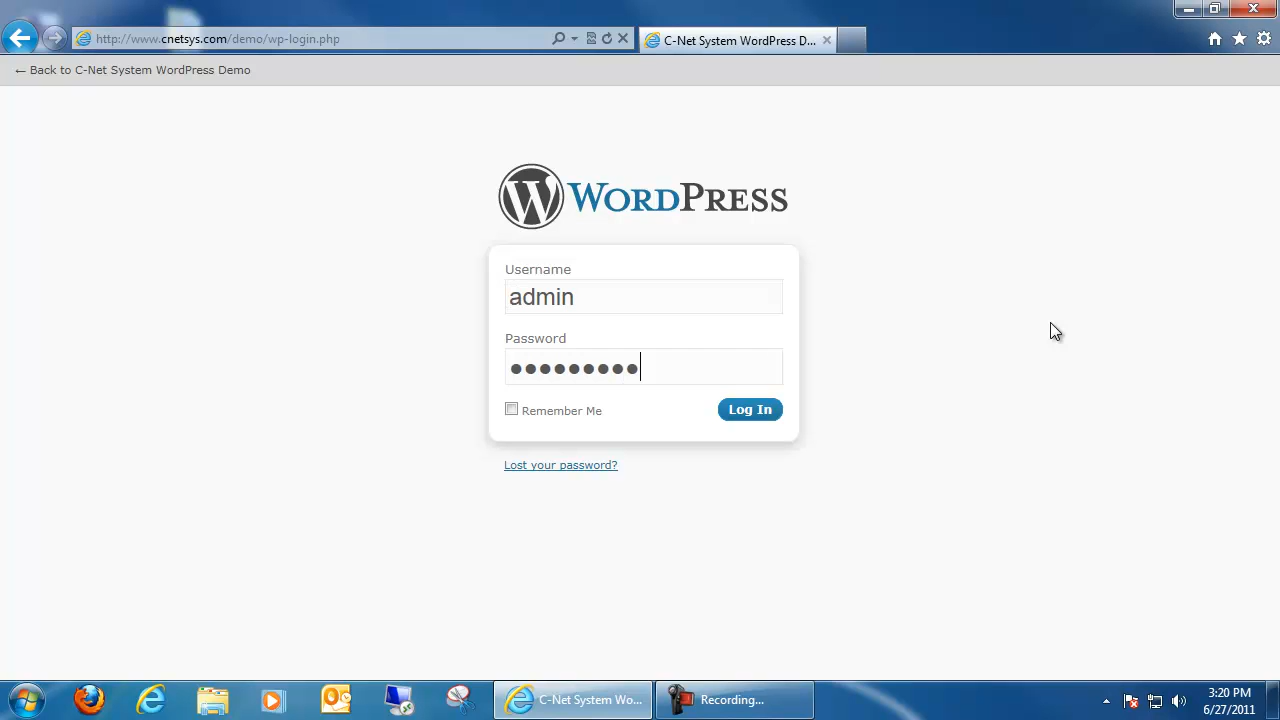 http://www.cnetsys.com/demo/wp-login.php
C-Net System WordPress D...
← Back to C-Net System WordPress Demo
WORDPRESS
Username
admin
Password
●●●●●●●●●
Remember Me
Log In
Lost your password?
C-Net System Wo...
Recording...
3:20 PM
6/27/2011